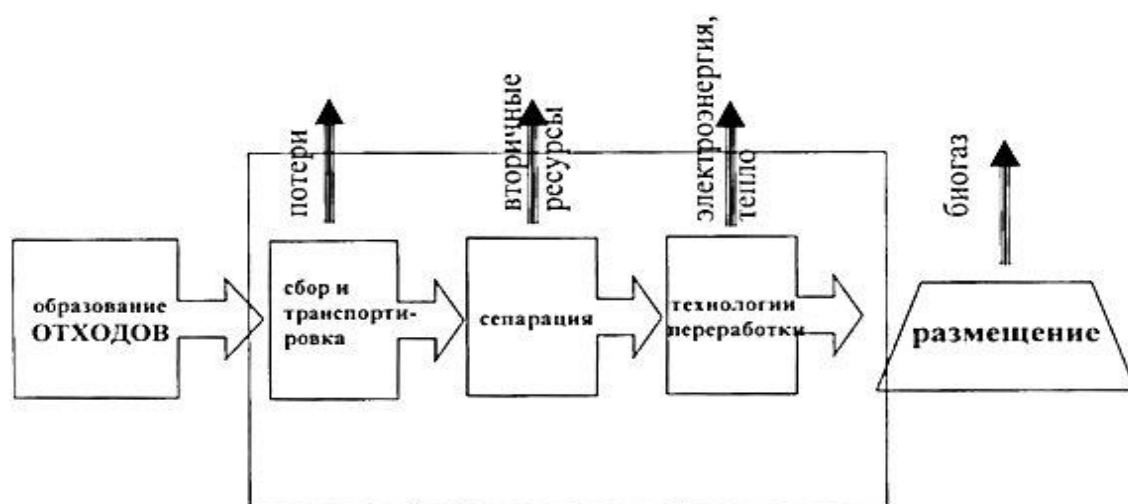 потери
вторичные
ресурсы
электроэнергия,
тепло
биогаз
образование
ОТХОДОВ
сбор и
транспорти-
ровка
сепарация
технологии
переработки
размещение